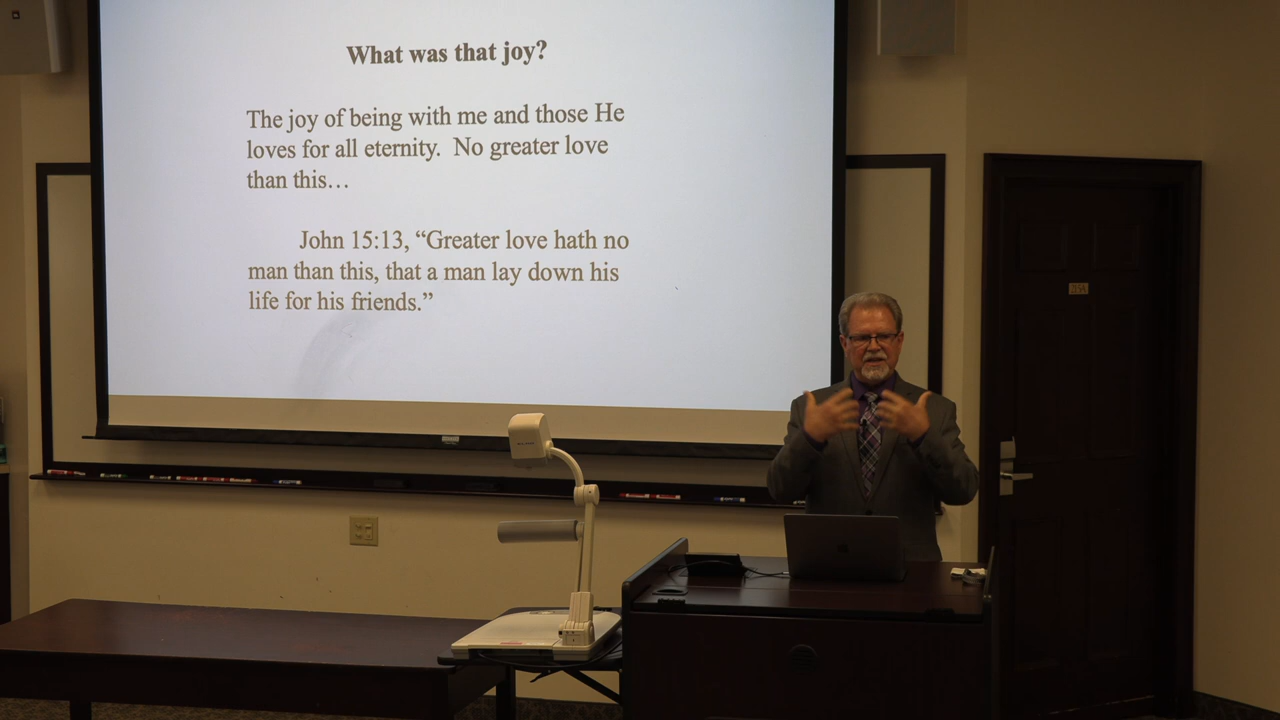 What was that joy?
The joy of being with me and those He
loves for all eternity.  No greater love
than this…
John 15:13, “Greater love hath no
man than this, that a man lay down his
life for his friends.”